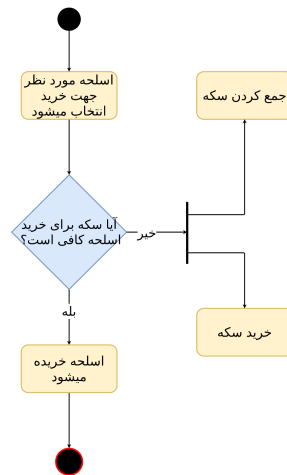 اسلحه مورد نظر
جهت خرید
انتخاب میشود
جمع کردن سکه
آیا سکه برای خرید
اسلحه کافی است؟
خیر
بله
خرید سکه
اسلحه خریده
میشود